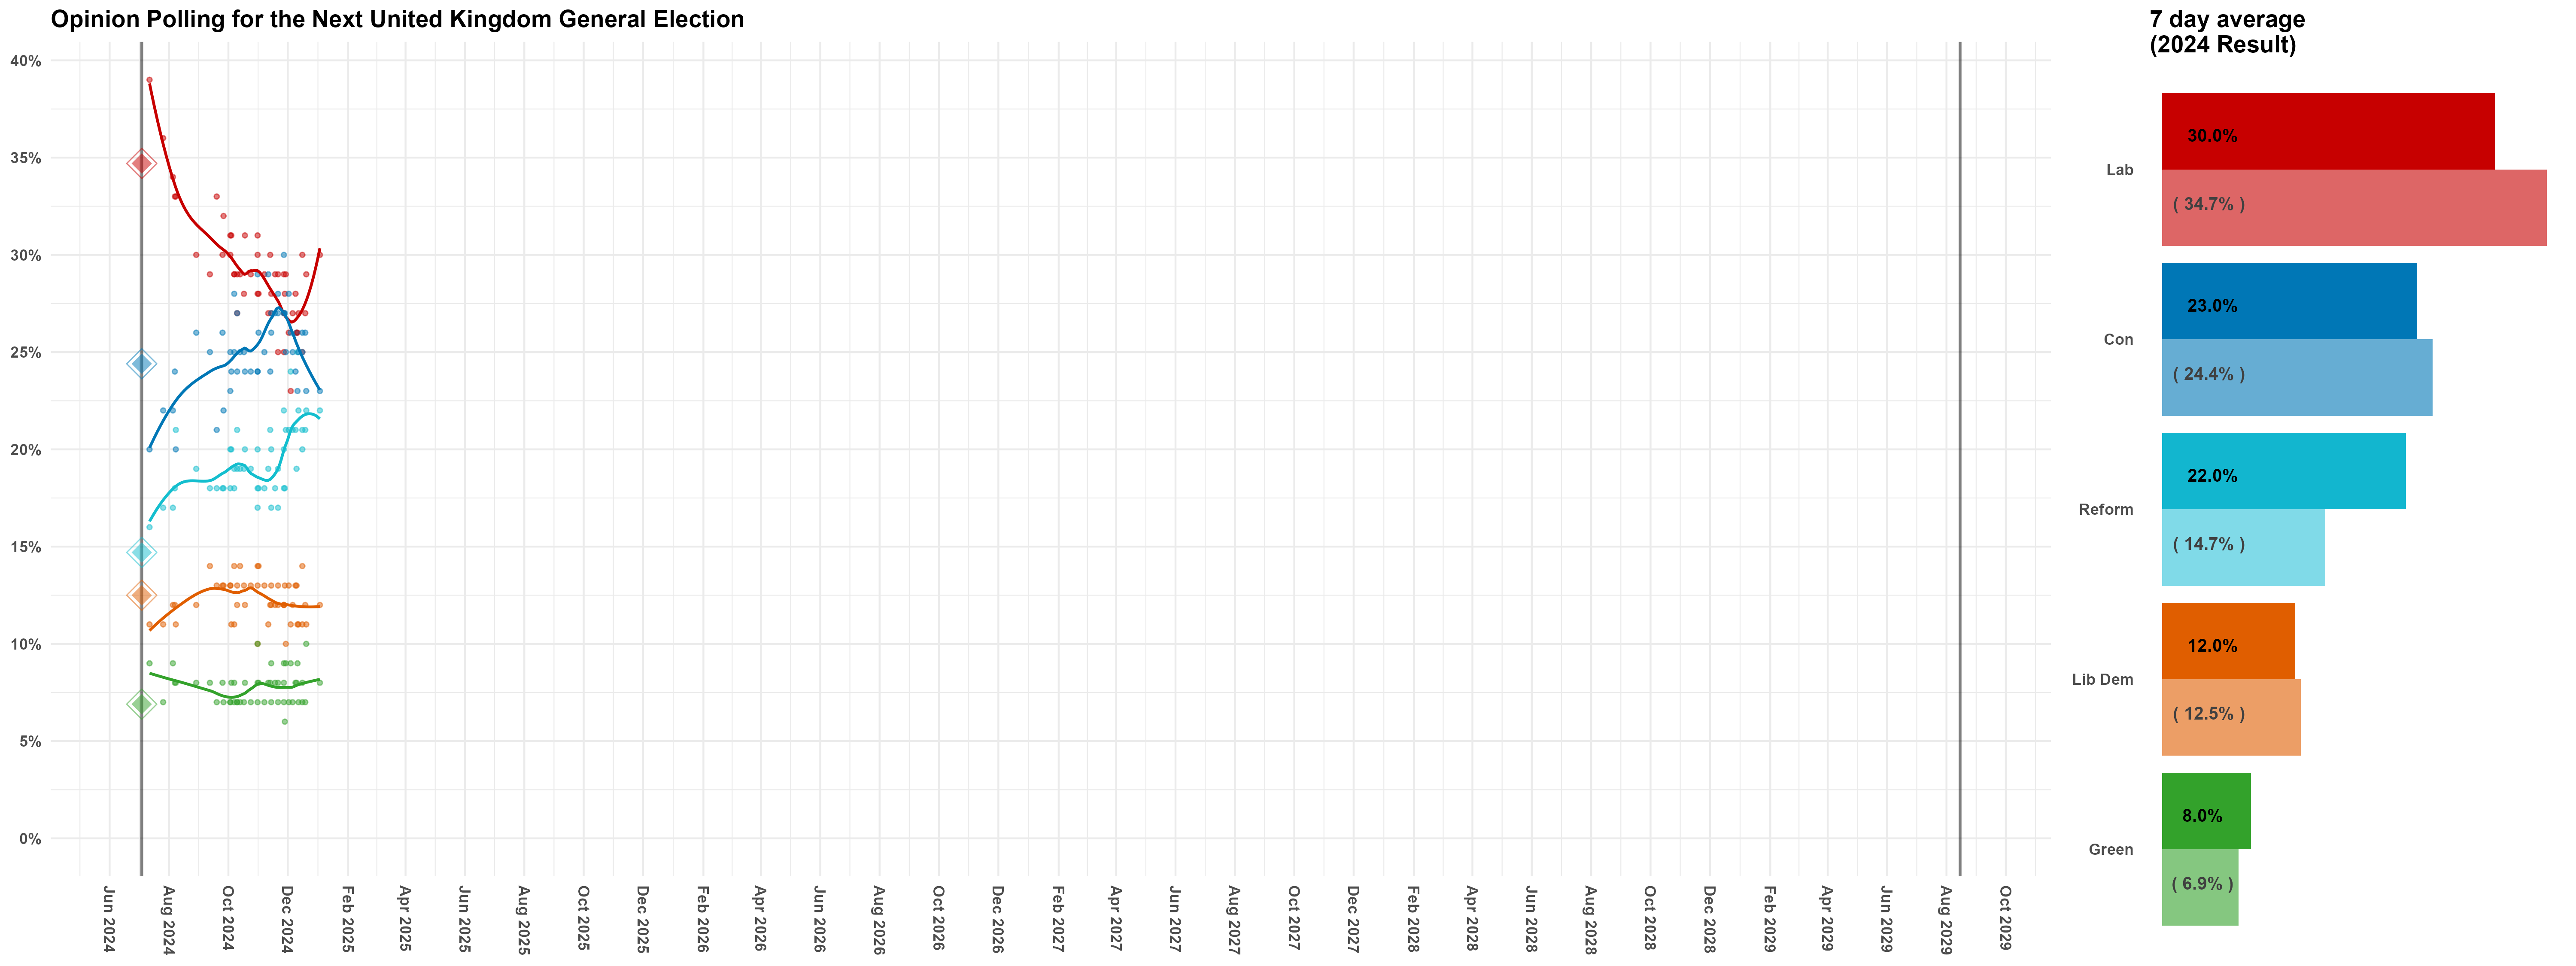 Opinion Polling for the Next United Kingdom General Election
40%
35%
30%
25%
20%
15%
10%
5%
0%
Jun 2024
Aug 2024
Oct 2024
Dec 2024
Feb 2025
Apr 2025
Jun 2025
Aug 2025
Oct 2025
Dec 2025
Feb 2026
Apr 2026
Jun 2026
Aug 2026
Oct 2026
Dec 2026
Feb 2027
Apr 2027
Jun 2027
Aug 2027
Oct 2027
Dec 2027
Feb 2028
Apr 2028
Jun 2028
Aug 2028
Oct 2028
Dec 2028
Feb 2029
Apr 2029
Jun 2029
Aug 2029
Oct 2029
7 day average
(2024 Result)
Lab
30.0%
( 34.7% )
Con
23.0%
( 24.4% )
Reform
22.0%
( 14.7% )
Lib Dem
12.0%
( 12.5% )
Green
8.0%
( 6.9% )